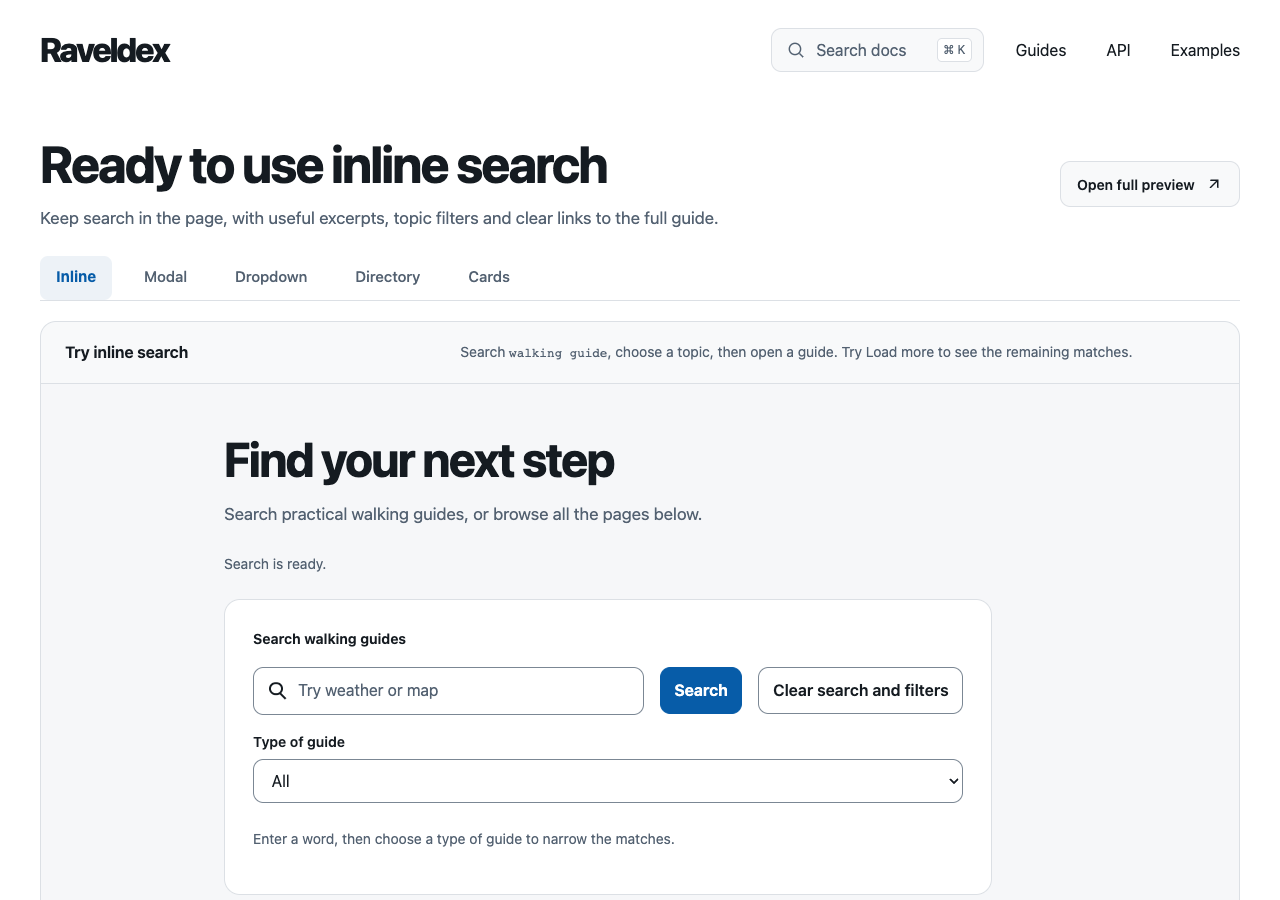 Raveldex
Search docs ⌘ K
Guides
API
Examples
Ready to use inline search
Open full preview
Keep search in the page, with useful excerpts, topic filters and clear links to the full guide.
Inline
Modal
Dropdown
Directory
Cards
Try inline search
Search walking guide, choose a topic, then open a guide. Try Load more to see the remaining matches.
Find your next step
Search practical walking guides, or browse all the pages below.
Search is ready.
Search walking guides
Try weather or map
Search
Clear search and filters
Type of guide
All
Enter a word, then choose a type of guide to narrow the matches.